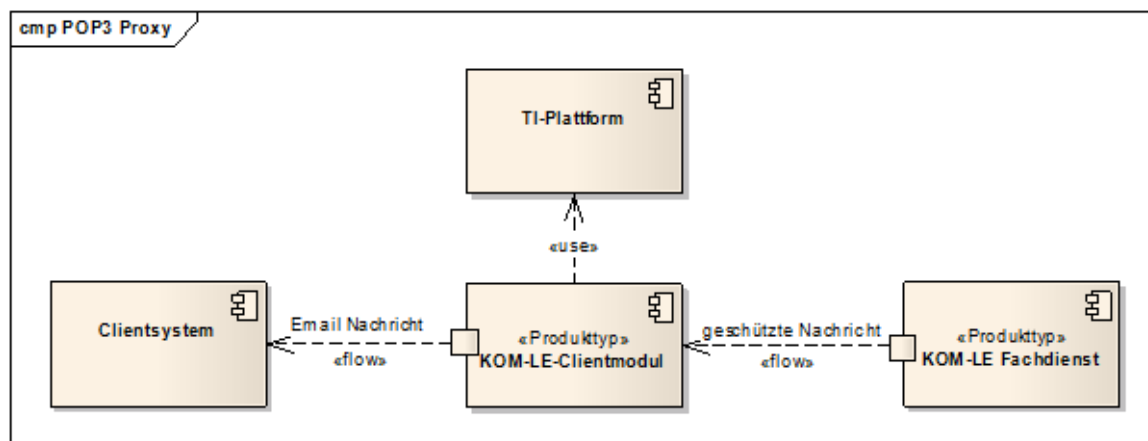 cmp POP3 Proxy
TI-Plattform
«use»
Clientsystem
Email Nachricht
«flow»
«Produkttyp»
KOM-LE-Clientmodul
geschützte Nachricht
«flow»
«Produkttyp»
KOM-LE Fachdienst